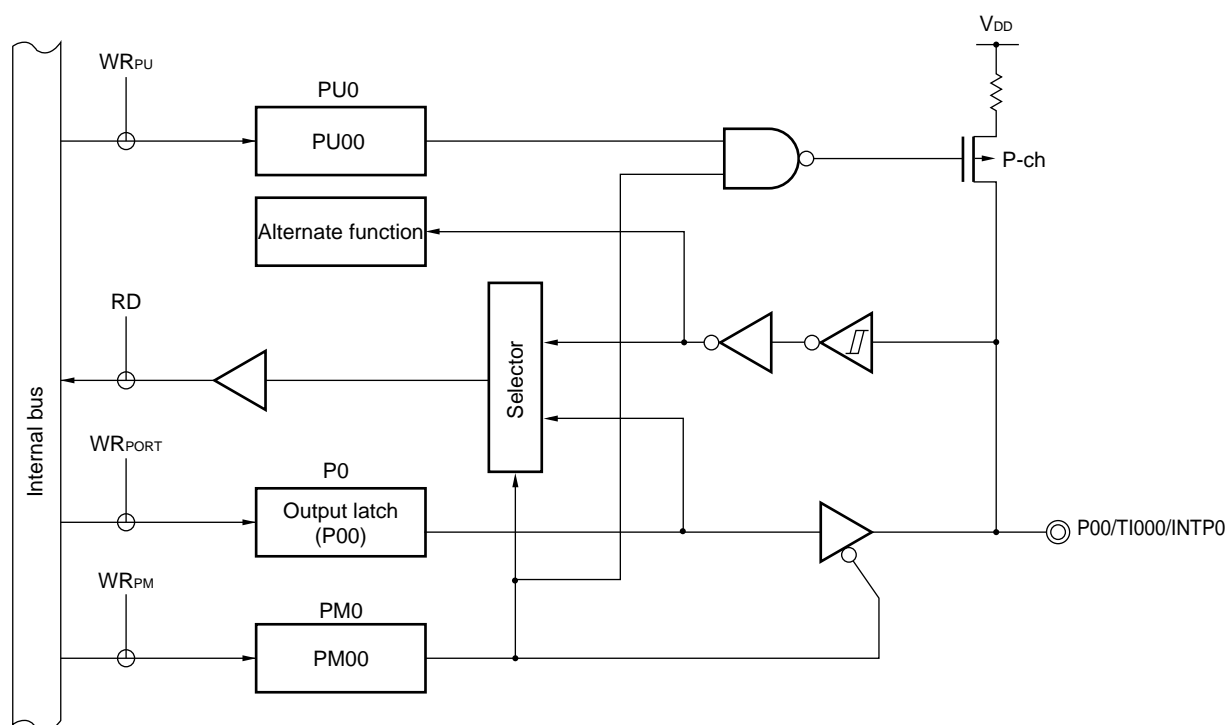 VDD
WRPU
PU0
PU00
P-ch
Alternate function
RD
Selector
Internal bus
WRPORT
P0
Output latch
(P00)
P00/TI000/INTP0
WRPM
PM0
PM00